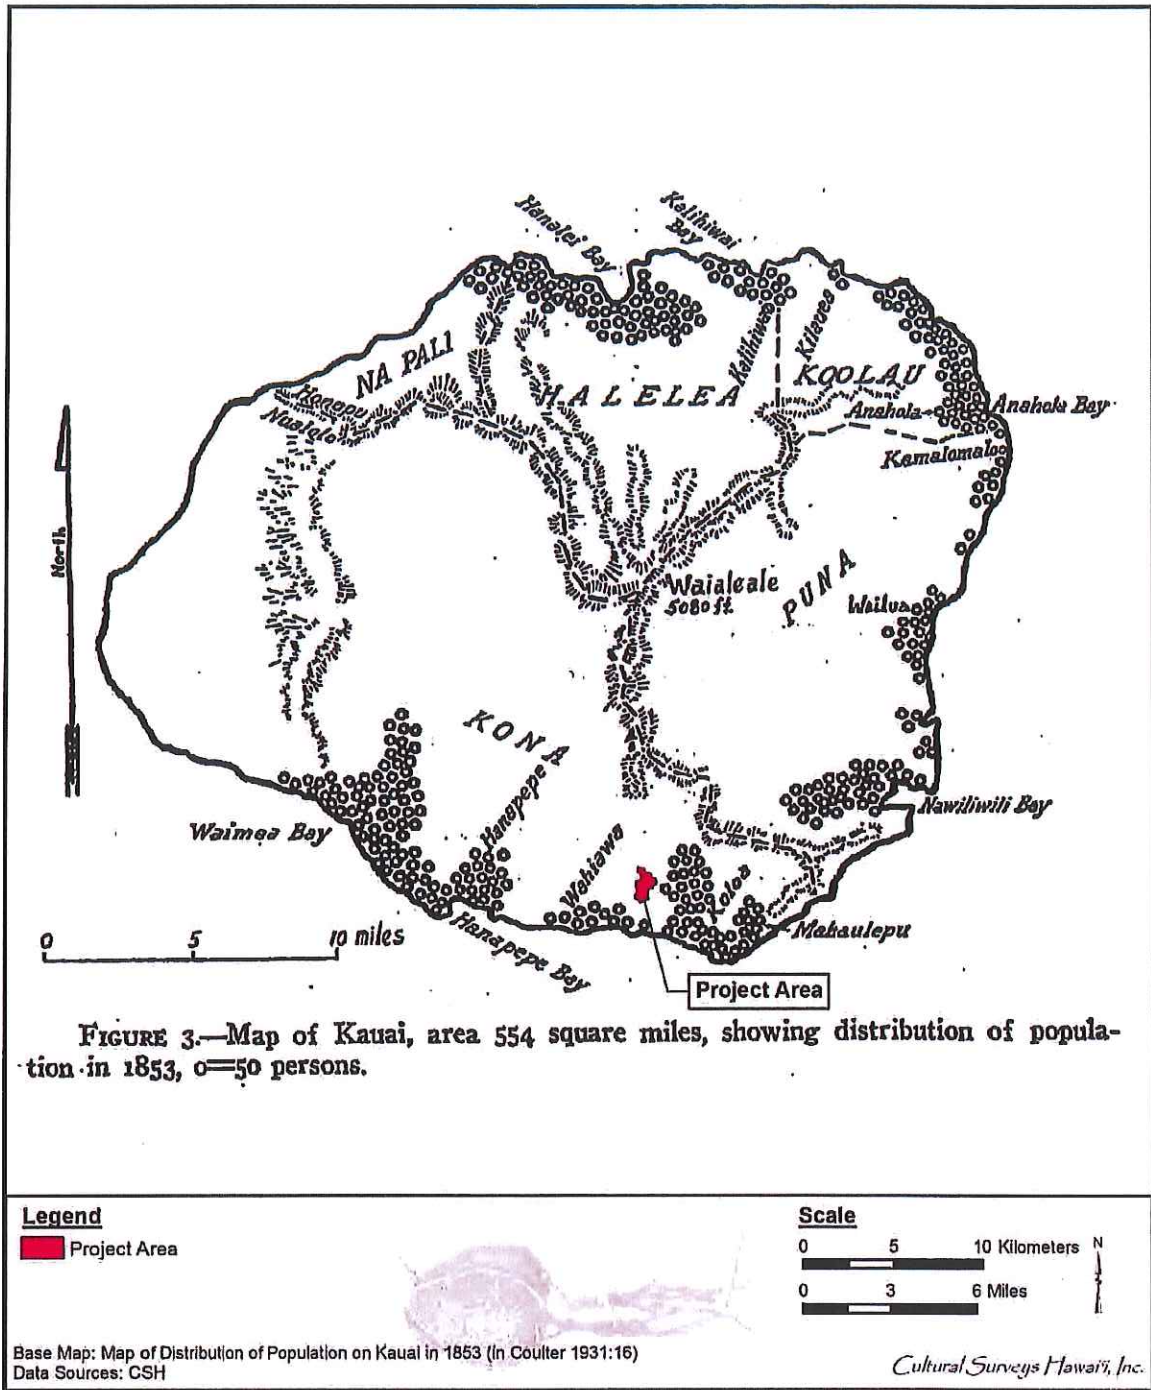 Hanalei Bay
Kalihiwai
Bay
NA PALI
Honopu
Nualolo
HALELEA
Kalihiwai
Kilauea
KOOLAU
Anahola
Anahola Bay
Kamalomaloo
North
Waialeale
5080 ft
PUNA
Wailua
KONA
Waimea Bay
Hanapepe
Wahiawa
Koloa
Nawiliwili Bay
Mahaulepu
Hanapepe Bay
0 5 10 miles
Project Area
FIGURE 3.—Map of Kauai, area 554 square miles, showing distribution of popula-
tion in 1853, o=50 persons.
Legend
Project Area
Scale
0 5 10 Kilometers
0 3 6 Miles
N
Base Map: Map of Distribution of Population on Kauai in 1853 (in Coulter 1931:16)
Data Sources: CSH
Cultural Surveys Hawai'i, Inc.